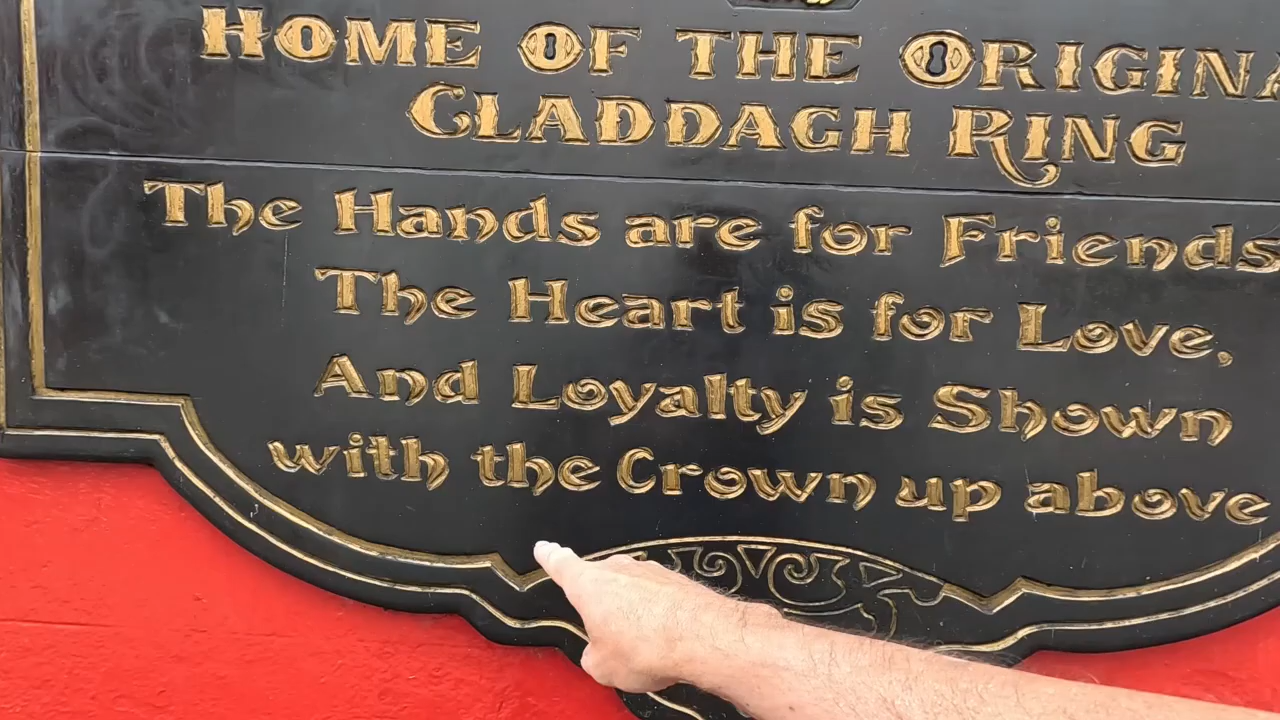 HOME OF THE ORIGINA
CLADDAGH RING
The Hands are for Friends
The Heart is for Love,
And Loyalty is Shown
with the Crown up above